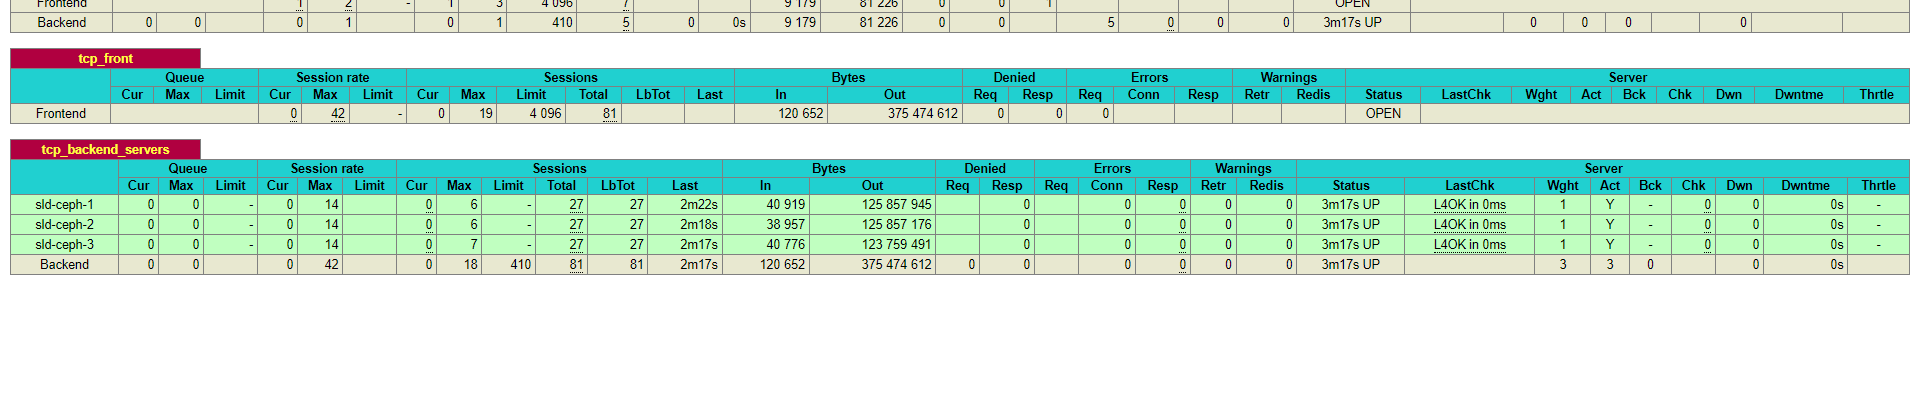 Frontend 1 2 - 1 3 4 096 7 9 179 81 226 0 0 1 OPEN
Backend 0 0 0 1 0 1 410 5 0 0s 9 179 81 226 0 0 5 0 0 0 3m17s UP 0 0 0 0
tcp_front
Queue Session rate Sessions Bytes Denied Errors Warnings Server
Cur Max Limit Cur Max Limit Cur Max Limit Total LbTot Last In Out Req Resp Req Conn Resp Retr Redis Status LastChk Wght Act Bck Chk Dwn Dwntme Thrtle
Frontend 0 42 - 0 19 4 096 81 120 652 375 474 612 0 0 0 OPEN
tcp_backend_servers
Queue Session rate Sessions Bytes Denied Errors Warnings Server
Cur Max Limit Cur Max Limit Cur Max Limit Total LbTot Last In Out Req Resp Req Conn Resp Retr Redis Status LastChk Wght Act Bck Chk Dwn Dwntme Thrtle
sld-ceph-1 0 0 - 0 14 0 6 - 27 27 2m22s 40 919 125 857 945 0 0 0 0 0 3m17s UP L4OK in 0ms 1 Y - 0 0 0s -
sld-ceph-2 0 0 - 0 14 0 6 - 27 27 2m18s 38 957 125 857 176 0 0 0 0 0 3m17s UP L4OK in 0ms 1 Y - 0 0 0s -
sld-ceph-3 0 0 - 0 14 0 7 - 27 27 2m17s 40 776 123 759 491 0 0 0 0 0 3m17s UP L4OK in 0ms 1 Y - 0 0 0s -
Backend 0 0 0 42 0 18 410 81 81 2m17s 120 652 375 474 612 0 0 0 0 0 0 3m17s UP 3 3 0 0 0s